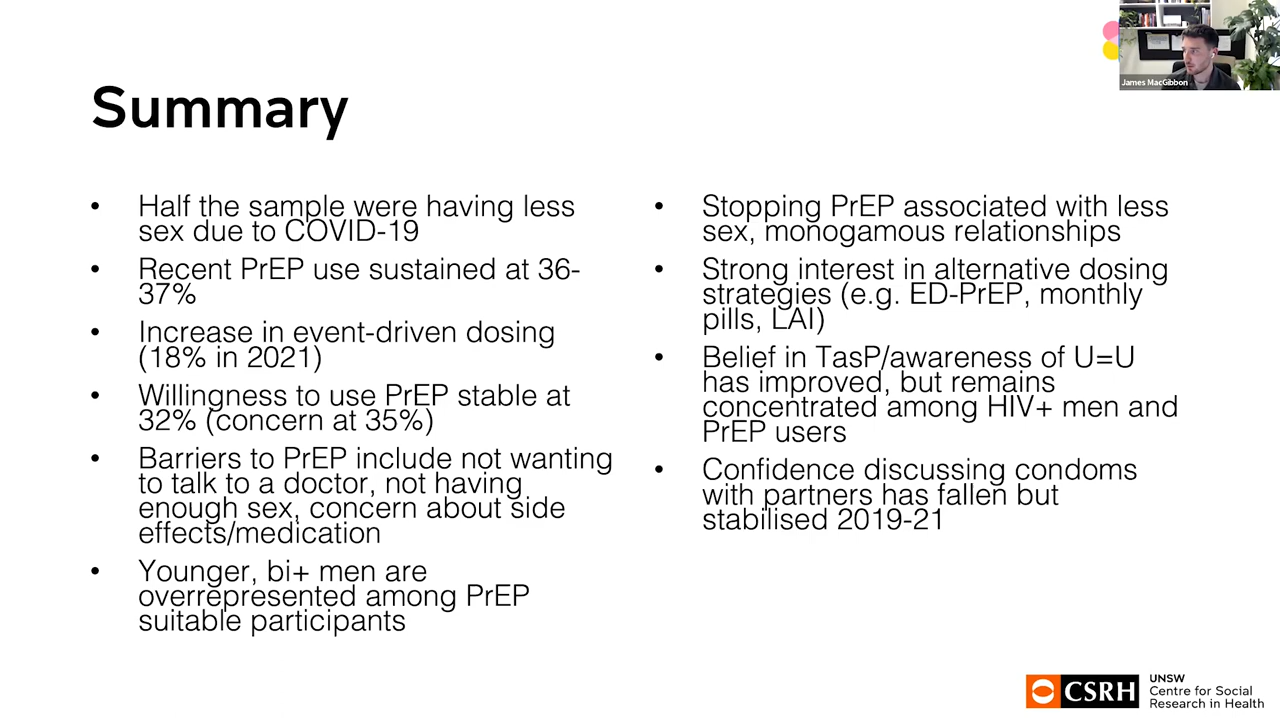 James MacGibbon
Summary
• Half the sample were having less
sex due to COVID-19
• Recent PrEP use sustained at 36-
37%
• Increase in event-driven dosing
(18% in 2021)
• Willingness to use PrEP stable at
32% (concern at 35%)
• Barriers to PrEP include not wanting
to talk to a doctor, not having
enough sex, concern about side
effects/medication
• Younger, bi+ men are
overrepresented among PrEP
suitable participants
• Stopping PrEP associated with less
sex, monogamous relationships
• Strong interest in alternative dosing
strategies (e.g. ED-PrEP, monthly
pills, LAI)
• Belief in TasP/awareness of U=U
has improved, but remains
concentrated among HIV+ men and
PrEP users
• Confidence discussing condoms
with partners has fallen but
stabilised 2019-21
CSRH
UNSW
Centre for Social
Research in Health